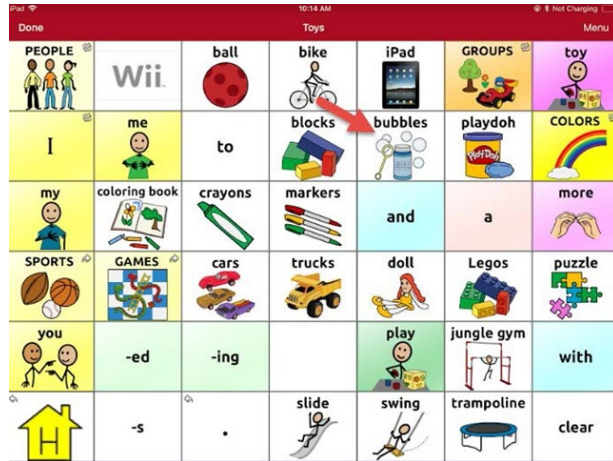 iPad 10:14 AM Not Charging
Done Toys Menu
PEOPLE Wii ball bike iPad GROUPS toy
I me to blocks bubbles playdoh COLORS
Play-Doh
my coloring book crayons markers and a more
SPORTS GAMES cars trucks doll Legos puzzle
you -ed -ing play jungle gym with
H -s . slide swing trampoline clear